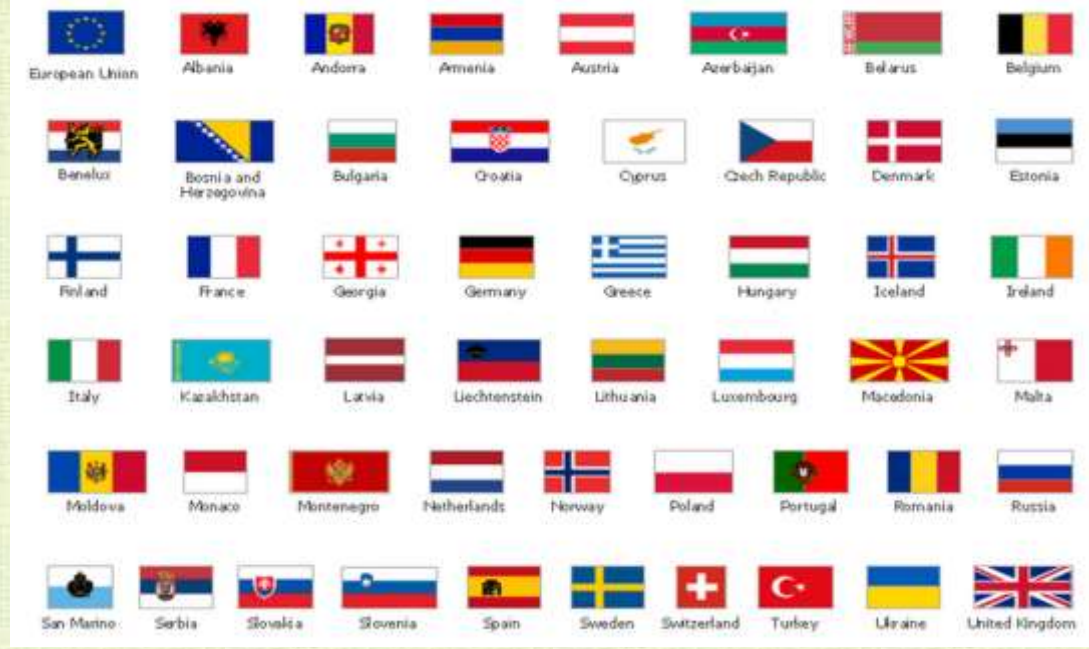 European Union Albania Andorra Armenia Austria Azerbaijan Belarus Belgium
Benelux Bosnia and Herzegovina Bulgaria Croatia Cyprus Czech Republic Denmark Estonia
Finland France Georgia Germany Greece Hungary Iceland Ireland
Italy Kazakhstan Latvia Liechtenstein Lithuania Luxembourg Macedonia Malta
Moldova Monaco Montenegro Netherlands Norway Poland Portugal Romania Russia
San Marino Serbia Slovakia Slovenia Spain Sweden Switzerland Turkey Ukraine United Kingdom